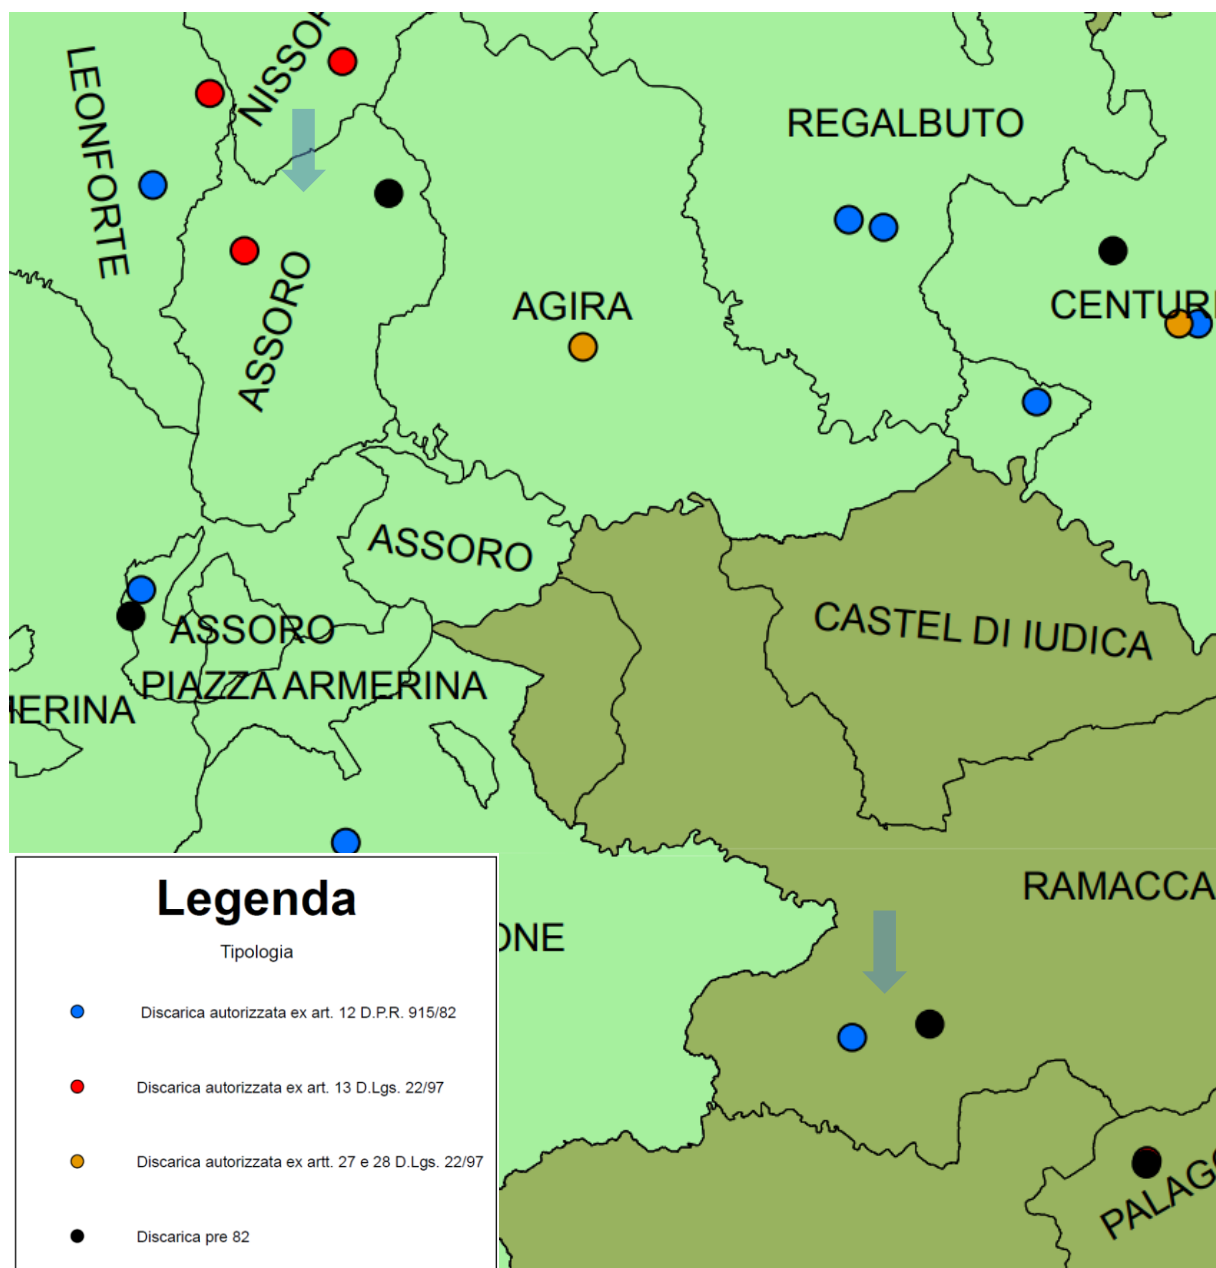 LEONFORTE
NISSOR
REGALBUTO
ASSORO
AGIRA
CENTURI
ASSORO
CASTEL DI IUDICA
ASSORO
PIAZZA ARMERINA
MERINA
RAMACCA
ONE
PALAGO
Legenda
Tipologia
Discarica autorizzata ex art. 12 D.P.R. 915/82
Discarica autorizzata ex art. 13 D.Lgs. 22/97
Discarica autorizzata ex artt. 27 e 28 D.Lgs. 22/97
Discarica pre 82